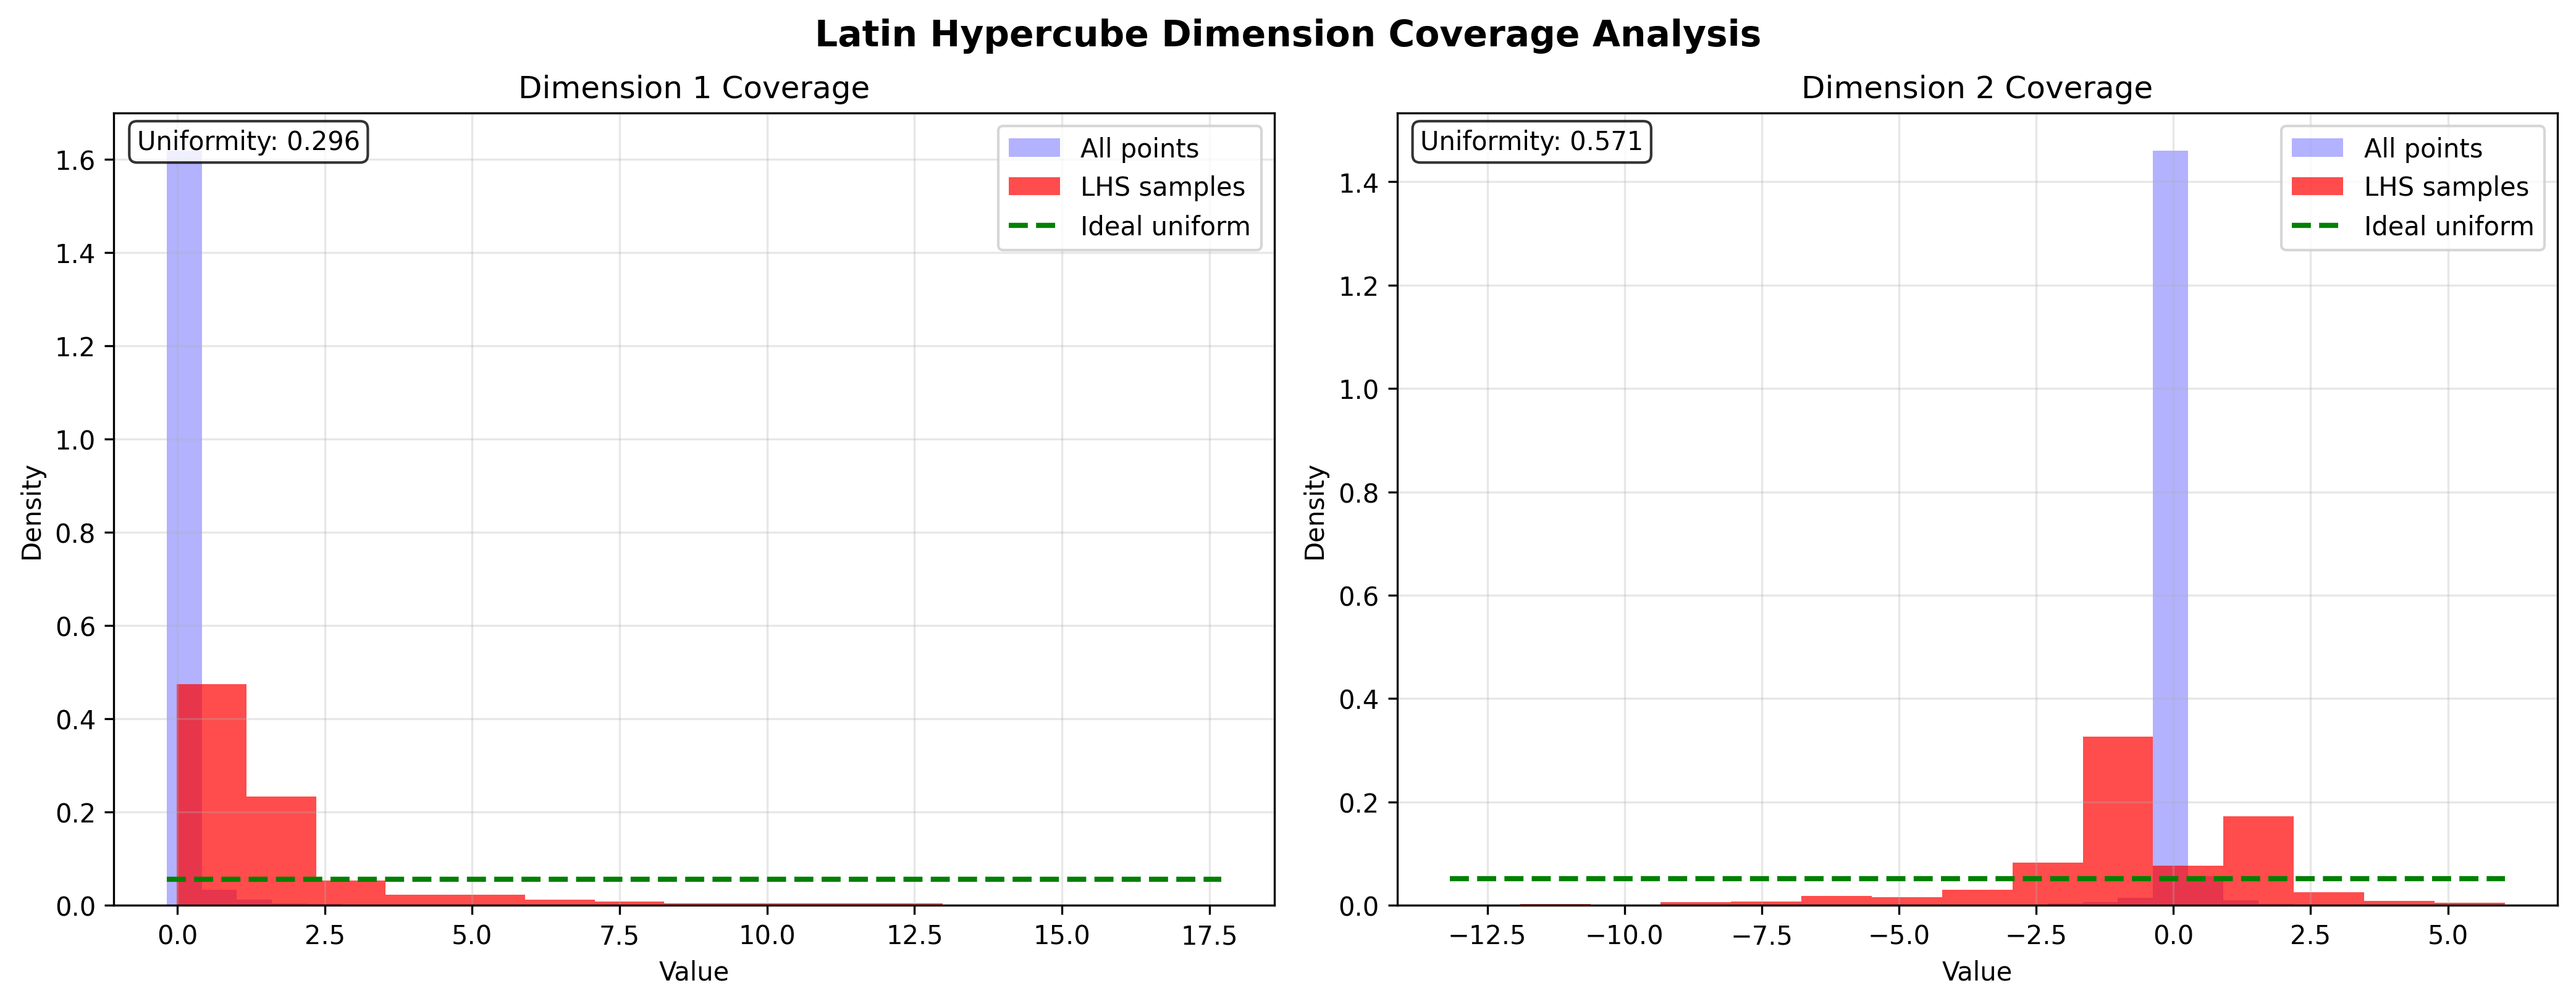 Latin Hypercube Dimension Coverage Analysis
Dimension 1 Coverage
Uniformity: 0.296
All points
LHS samples
Ideal uniform
1.6
1.4
1.2
1.0
0.8
0.6
0.4
0.2
0.0
Density
0.0 2.5 5.0 7.5 10.0 12.5 15.0 17.5
Value
Dimension 2 Coverage
Uniformity: 0.571
All points
LHS samples
Ideal uniform
1.4
1.2
1.0
0.8
0.6
0.4
0.2
0.0
Density
−12.5 −10.0 −7.5 −5.0 −2.5 0.0 2.5 5.0
Value